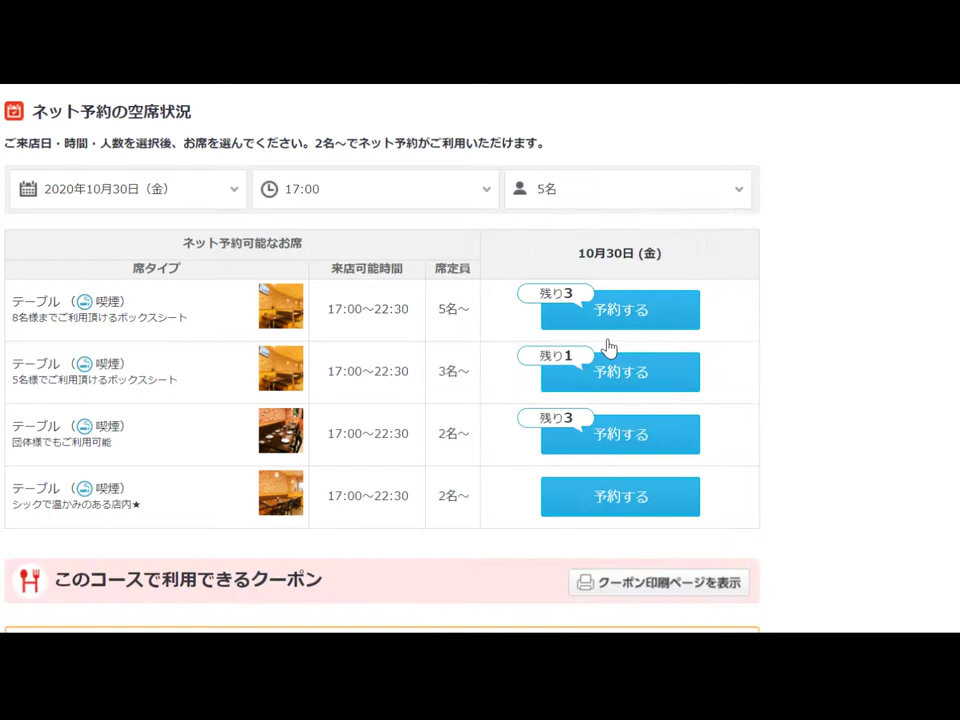 ネット予約の空席状況
ご来店日・時間・人数を選択後、お席を選んでください。2名～でネット予約がご利用いただけます。
2020年10月30日（金） 17:00 5名
ネット予約可能なお席 10月30日 (金)
席タイプ 来店可能時間 席定員
テーブル （喫煙） 17:00～22:30 5名～ 残り3 予約する
8名様までご利用頂けるボックスシート
テーブル （喫煙） 17:00～22:30 3名～ 残り1 予約する
5名様でご利用頂けるボックスシート
テーブル （喫煙） 17:00～22:30 2名～ 残り3 予約する
団体様でもご利用可能
テーブル （喫煙） 17:00～22:30 2名～ 予約する
シックで温かみのある店内★
このコースで利用できるクーポン クーポン印刷ページを表示